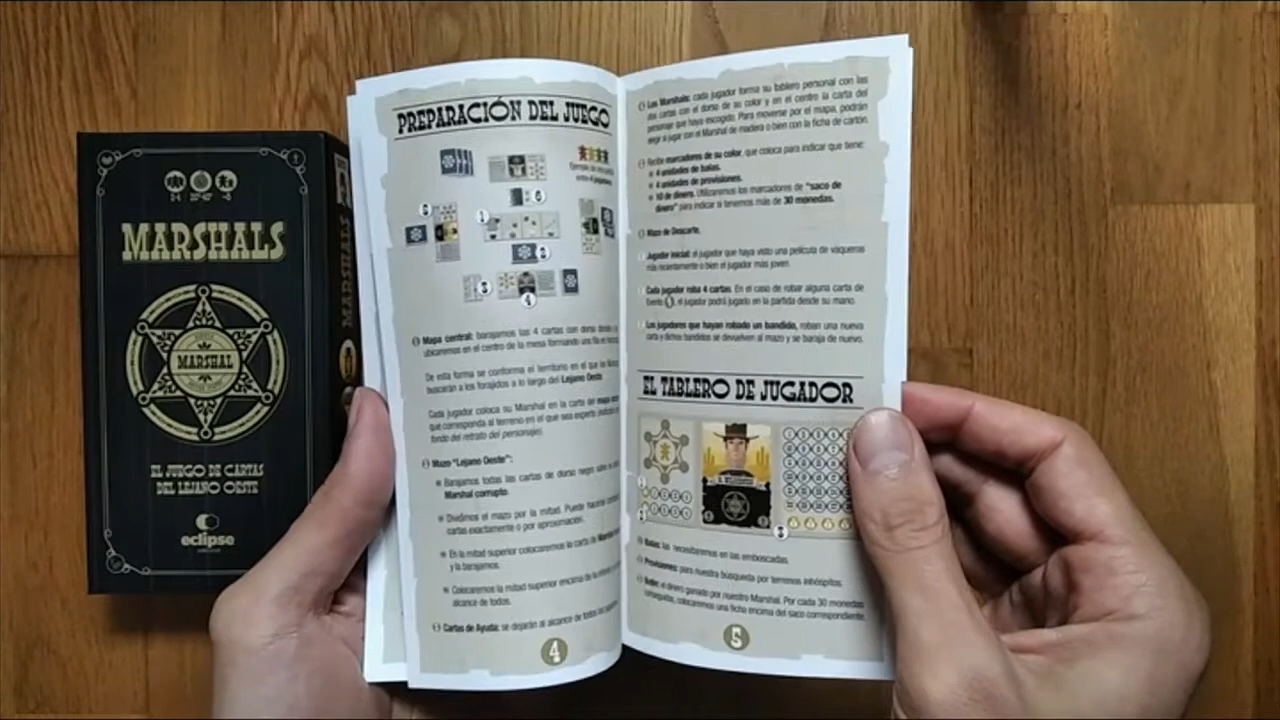 MARSHALS
MARSHAL
EL JUEGO DE CARTAS
DEL LEJANO OESTE
eclipse
MARSHALS
PREPARACIÓN DEL JUEGO
4
Mapa central: barajamos las 4 cartas con dorso
ubicaremos en el centro de la mesa formando una fila
De esta forma se conforma el territorio en el que los
buscarán a los forajidos a lo largo del Lejano Oeste
Cada jugador coloca su Marshal en la carta del mapa
que corresponda al terreno en el que sea experto
fondo del retrato del personaje)
Mazo "Lejano Oeste":
Barajamos todas las cartas de dorso negro
Marshal corrupto.
Dividimos el mazo por la mitad. Puede hacerse
cartas exactamente o por aproximación.
En la mitad superior colocaremos la carta de
y la barajamos.
Colocaremos la mitad superior encima de la
alcance de todos.
Cartas de Ayuda: se dejarán al alcance de todos los
4
Los Marshals: cada jugador forma su tablero personal con las
dos cartas con el dorso de su color y en el centro la carta del
personaje que haya escogido. Para moverse por el mapa, podrán
elegir si jugar con el Marshal de madera o bien con la ficha de cartón.
Recibe marcadores de su color, que coloca para indicar que tiene:
4 unidades de balas.
4 unidades de provisiones.
10 de dinero. Utilizaremos los marcadores de "saco de
dinero" para indicar si tenemos más de 30 monedas.
Mazo de Descarte.
Jugador inicial: el jugador que haya visto una película de vaqueros
más recientemente o bien el jugador más joven.
Cada jugador roba 4 cartas. En el caso de robar alguna carta de
Evento, el jugador podrá jugarlo en la partida desde su mano.
Los jugadores que hayan robado un bandido, roban una nueva
carta y dichos bandidos se devuelven al mazo y se baraja de nuevo.
EL TABLERO DE JUGADOR
Balas: las necesitaremos en las emboscadas.
Provisiones: para nuestra búsqueda por terrenos inhóspitos.
el dinero ganado por nuestro Marshal. Por cada 30 monedas
conseguidas, colocaremos una ficha encima del saco correspondiente.
5